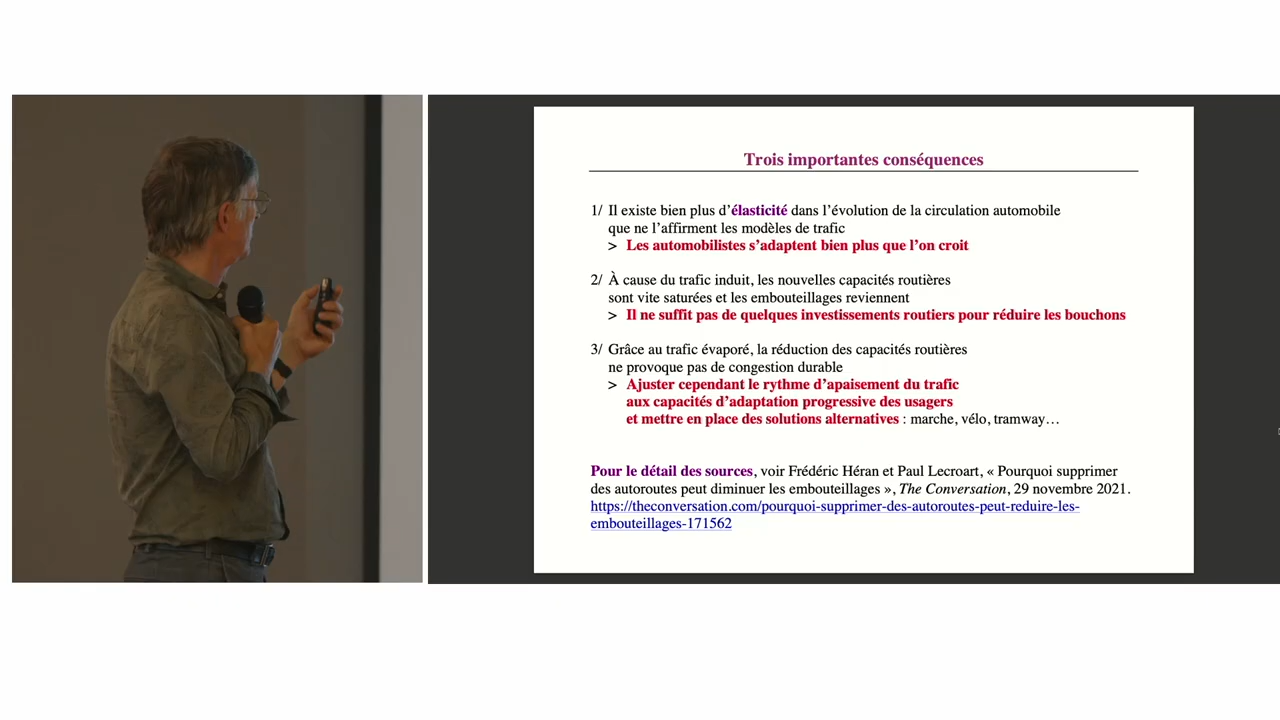 Trois importantes conséquences
1/ Il existe bien plus d’élasticité dans l’évolution de la circulation automobile
que ne l’affirment les modèles de trafic
> Les automobilistes s’adaptent bien plus que l’on croit
2/ À cause du trafic induit, les nouvelles capacités routières
sont vite saturées et les embouteillages reviennent
> Il ne suffit pas de quelques investissements routiers pour réduire les bouchons
3/ Grâce au trafic évaporé, la réduction des capacités routières
ne provoque pas de congestion durable
> Ajuster cependant le rythme d’apaisement du trafic
aux capacités d’adaptation progressive des usagers
et mettre en place des solutions alternatives : marche, vélo, tramway…
Pour le détail des sources, voir Frédéric Héran et Paul Lecroart, « Pourquoi supprimer
des autoroutes peut diminuer les embouteillages », The Conversation, 29 novembre 2021.
https://theconversation.com/pourquoi-supprimer-des-autoroutes-peut-reduire-les-
embouteillages-171562